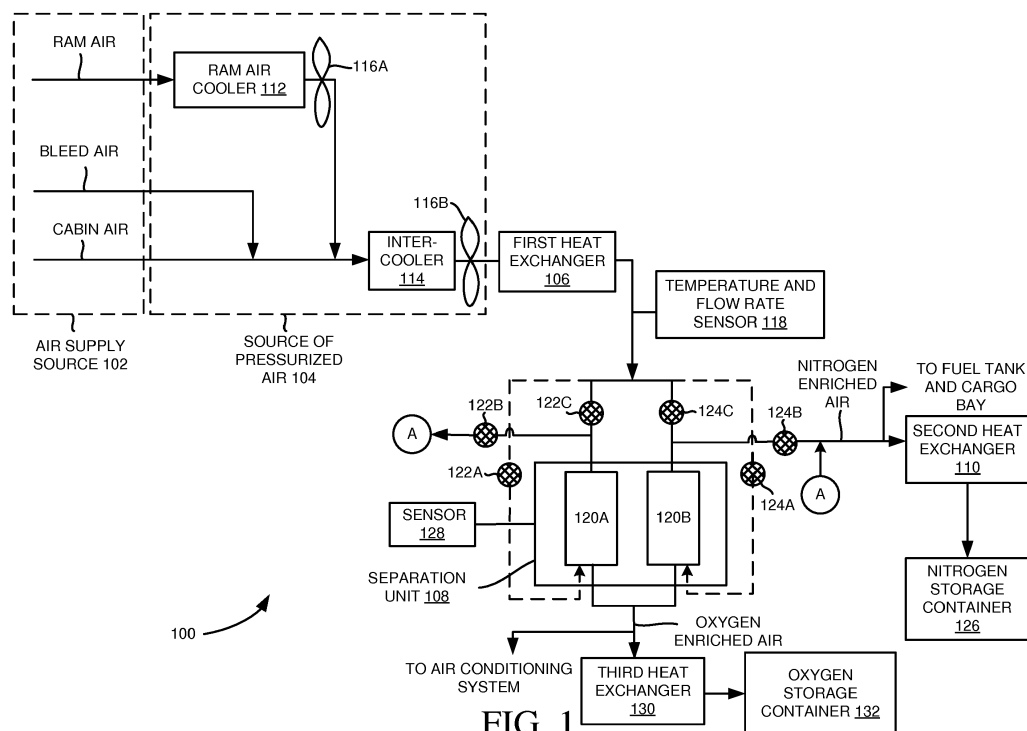 RAM AIR
RAM AIR
COOLER 112
116A
BLEED AIR
CABIN AIR
116B
INTER-
COOLER
114
FIRST HEAT
EXCHANGER
106
TEMPERATURE AND
FLOW RATE
SENSOR 118
AIR SUPPLY
SOURCE 102
SOURCE OF
PRESSURIZED
AIR 104
NITROGEN
ENRICHED
AIR
TO FUEL TANK
AND CARGO
BAY
122B
122C
124C
124B
A
SECOND HEAT
EXCHANGER
110
122A
124A
A
120A
120B
SENSOR
128
SEPARATION
UNIT 108
NITROGEN
STORAGE
CONTAINER
126
100
OXYGEN
ENRICHED AIR
TO AIR CONDITIONING
SYSTEM
THIRD HEAT
EXCHANGER
130
OXYGEN
STORAGE
CONTAINER 132
FIG. 1